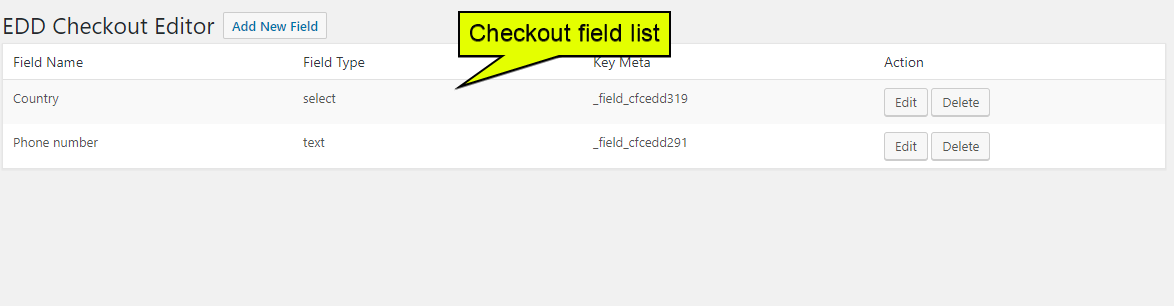 EDD Checkout Editor Add New Field
Checkout field list
Field Name Field Type Key Meta Action
Country select _field_cfcedd319 Edit Delete
Phone number text _field_cfcedd291 Edit Delete